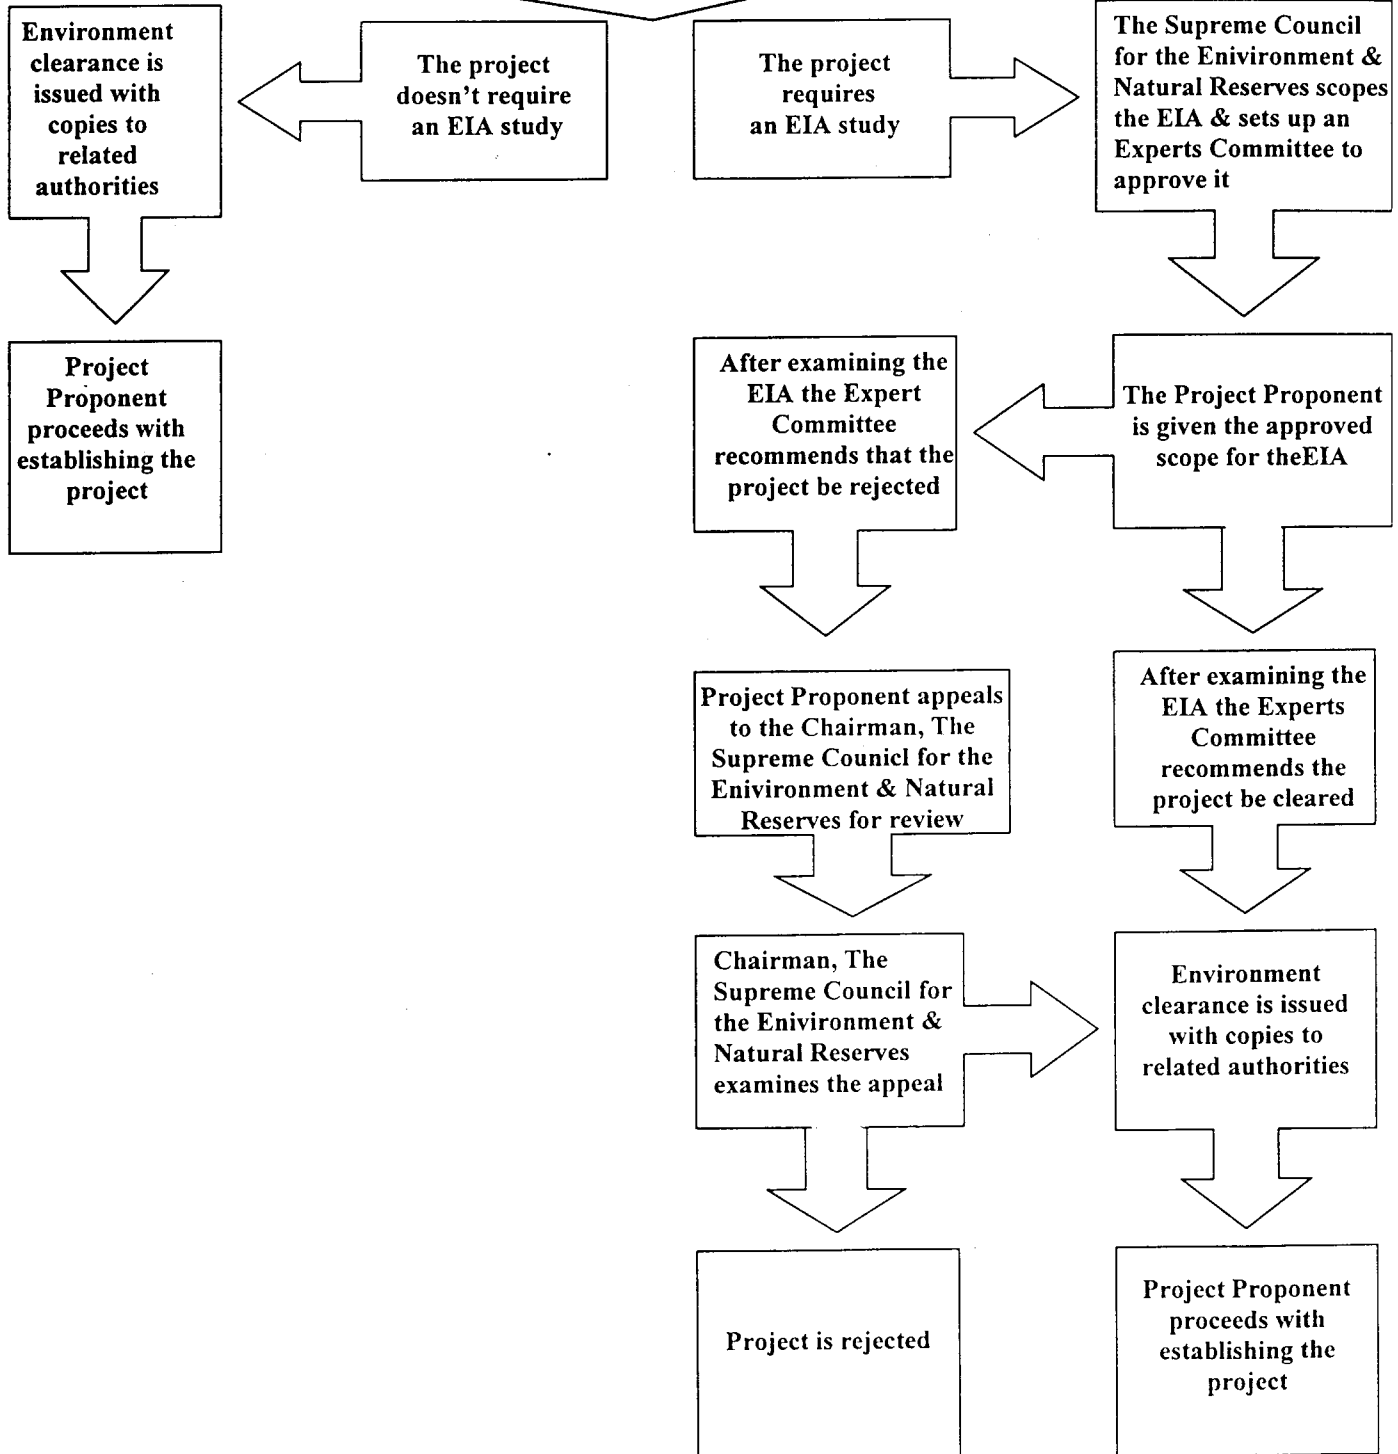 Environment
clearance is
issued with
copies to
related
authorities
The project
doesn't require
an EIA study
The project
requires
an EIA study
The Supreme Council
for the Enivironment &
Natural Reserves scopes
the EIA & sets up an
Experts Committee to
approve it
Project
Proponent
proceeds with
establishing the
project
After examining the
EIA the Expert
Committee
recommends that the
project be rejected
The Project Proponent
is given the approved
scope for theEIA
Project Proponent appeals
to the Chairman, The
Supreme Counicl for the
Enivironment & Natural
Reserves for review
After examining the
EIA the Experts
Committee
recommends the
project be cleared
Chairman, The
Supreme Council for
the Enivironment &
Natural Reserves
examines the appeal
Environment
clearance is issued
with copies to
related authorities
Project is rejected
Project Proponent
proceeds with
establishing the
project